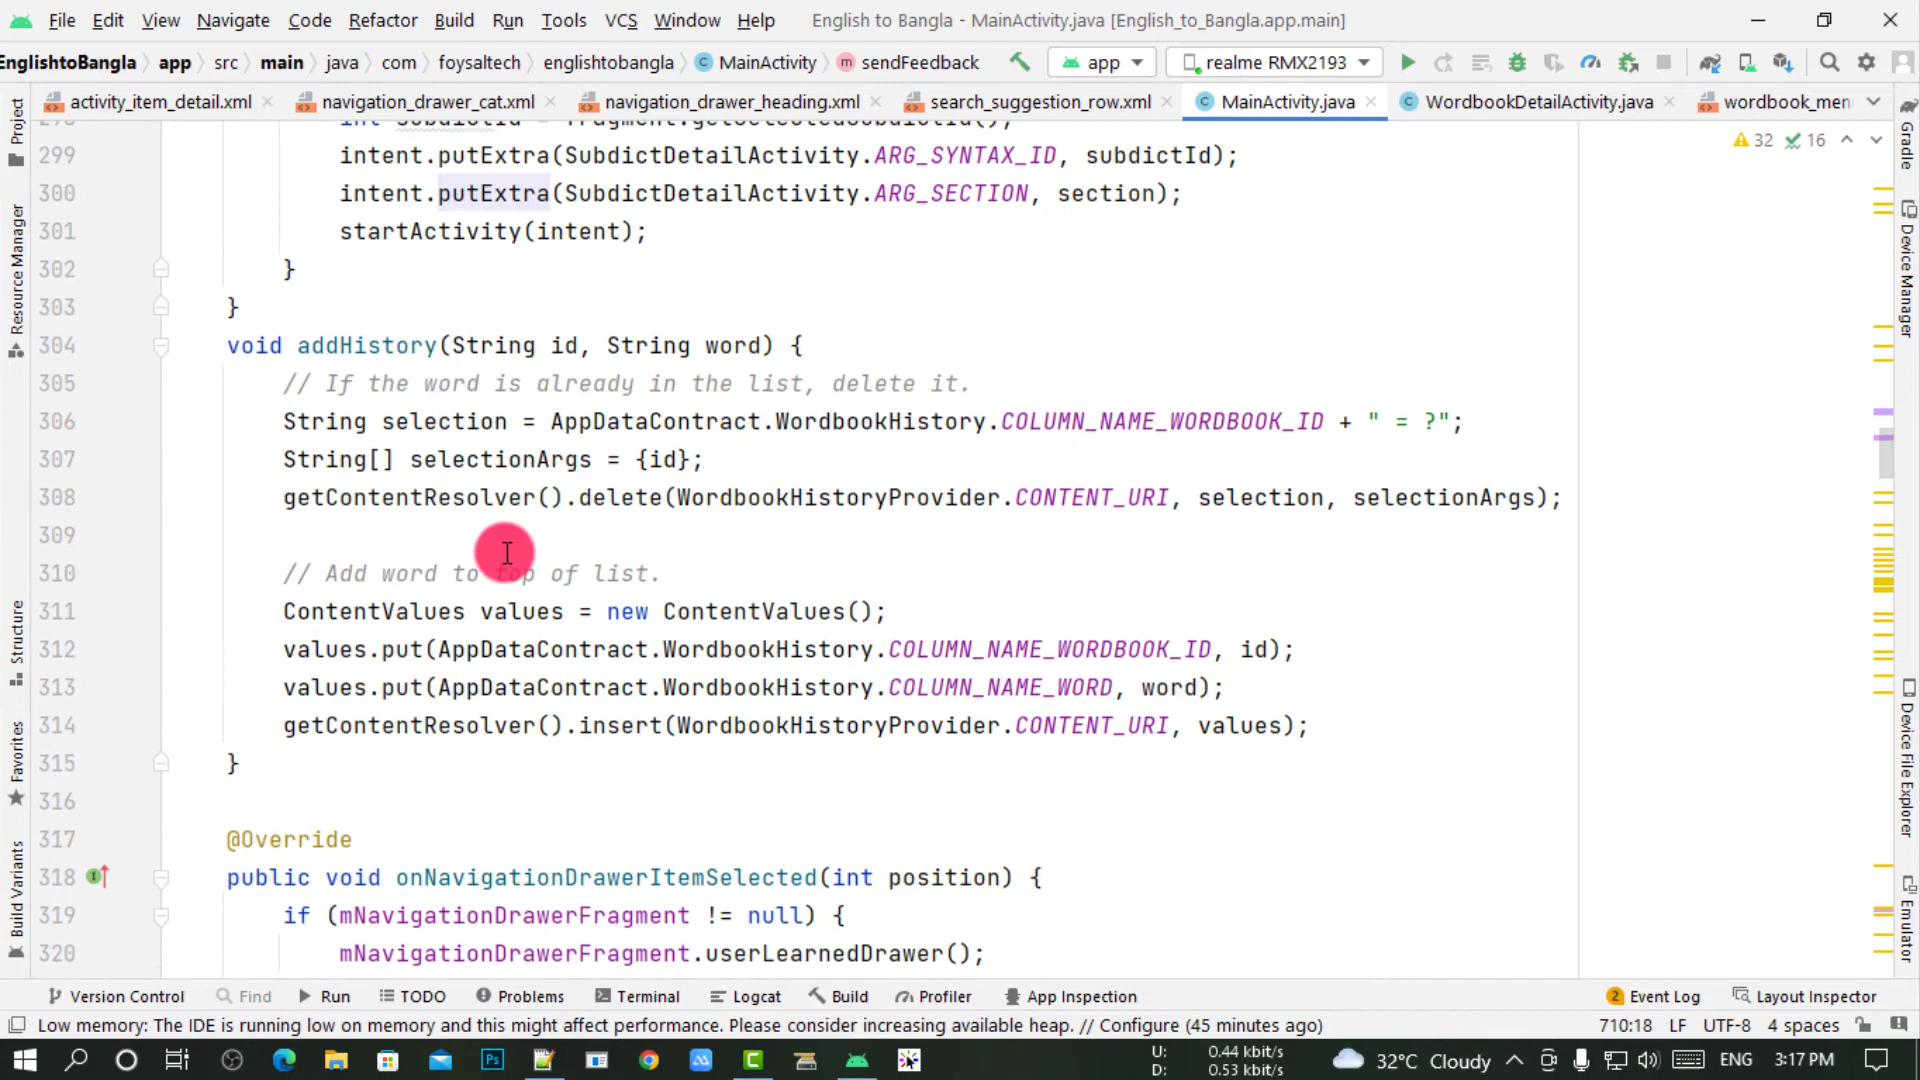 File Edit View Navigate Code Refactor Build Run Tools VCS Window Help English to Bangla - MainActivity.java [English_to_Bangla.app.main]
EnglishtoBangla app src main java com foysaltech englishtobangla MainActivity sendFeedback app realme RMX2193
activity_item_detail.xml navigation_drawer_cat.xml navigation_drawer_heading.xml search_suggestion_row.xml MainActivity.java WordbookDetailActivity.java wordbook_men
32 16
299 intent.putExtra(SubdictDetailActivity.ARG_SYNTAX_ID, subdictId);
300 intent.putExtra(SubdictDetailActivity.ARG_SECTION, section);
301 startActivity(intent);
302 }
303 }
304 void addHistory(String id, String word) {
305 // If the word is already in the list, delete it.
306 String selection = AppDataContract.WordbookHistory.COLUMN_NAME_WORDBOOK_ID + " = ?";
307 String[] selectionArgs = {id};
308 getContentResolver().delete(WordbookHistoryProvider.CONTENT_URI, selection, selectionArgs);
309
310 // Add word to top of list.
311 ContentValues values = new ContentValues();
312 values.put(AppDataContract.WordbookHistory.COLUMN_NAME_WORDBOOK_ID, id);
313 values.put(AppDataContract.WordbookHistory.COLUMN_NAME_WORD, word);
314 getContentResolver().insert(WordbookHistoryProvider.CONTENT_URI, values);
315 }
316
317 @Override
318 public void onNavigationDrawerItemSelected(int position) {
319 if (mNavigationDrawerFragment != null) {
320 mNavigationDrawerFragment.userLearnedDrawer();
Project
Resource Manager
Structure
Favorites
Build Variants
Gradle
Device Manager
Device File Explorer
Emulator
Version Control Find Run TODO Problems Terminal Logcat Build Profiler App Inspection 2 Event Log Layout Inspector
Low memory: The IDE is running low on memory and this might affect performance. Please consider increasing available heap. // Configure (45 minutes ago) 710:18 LF UTF-8 4 spaces
U: 0.44 kbit/s
D: 0.53 kbit/s
32°C Cloudy ENG 3:17 PM